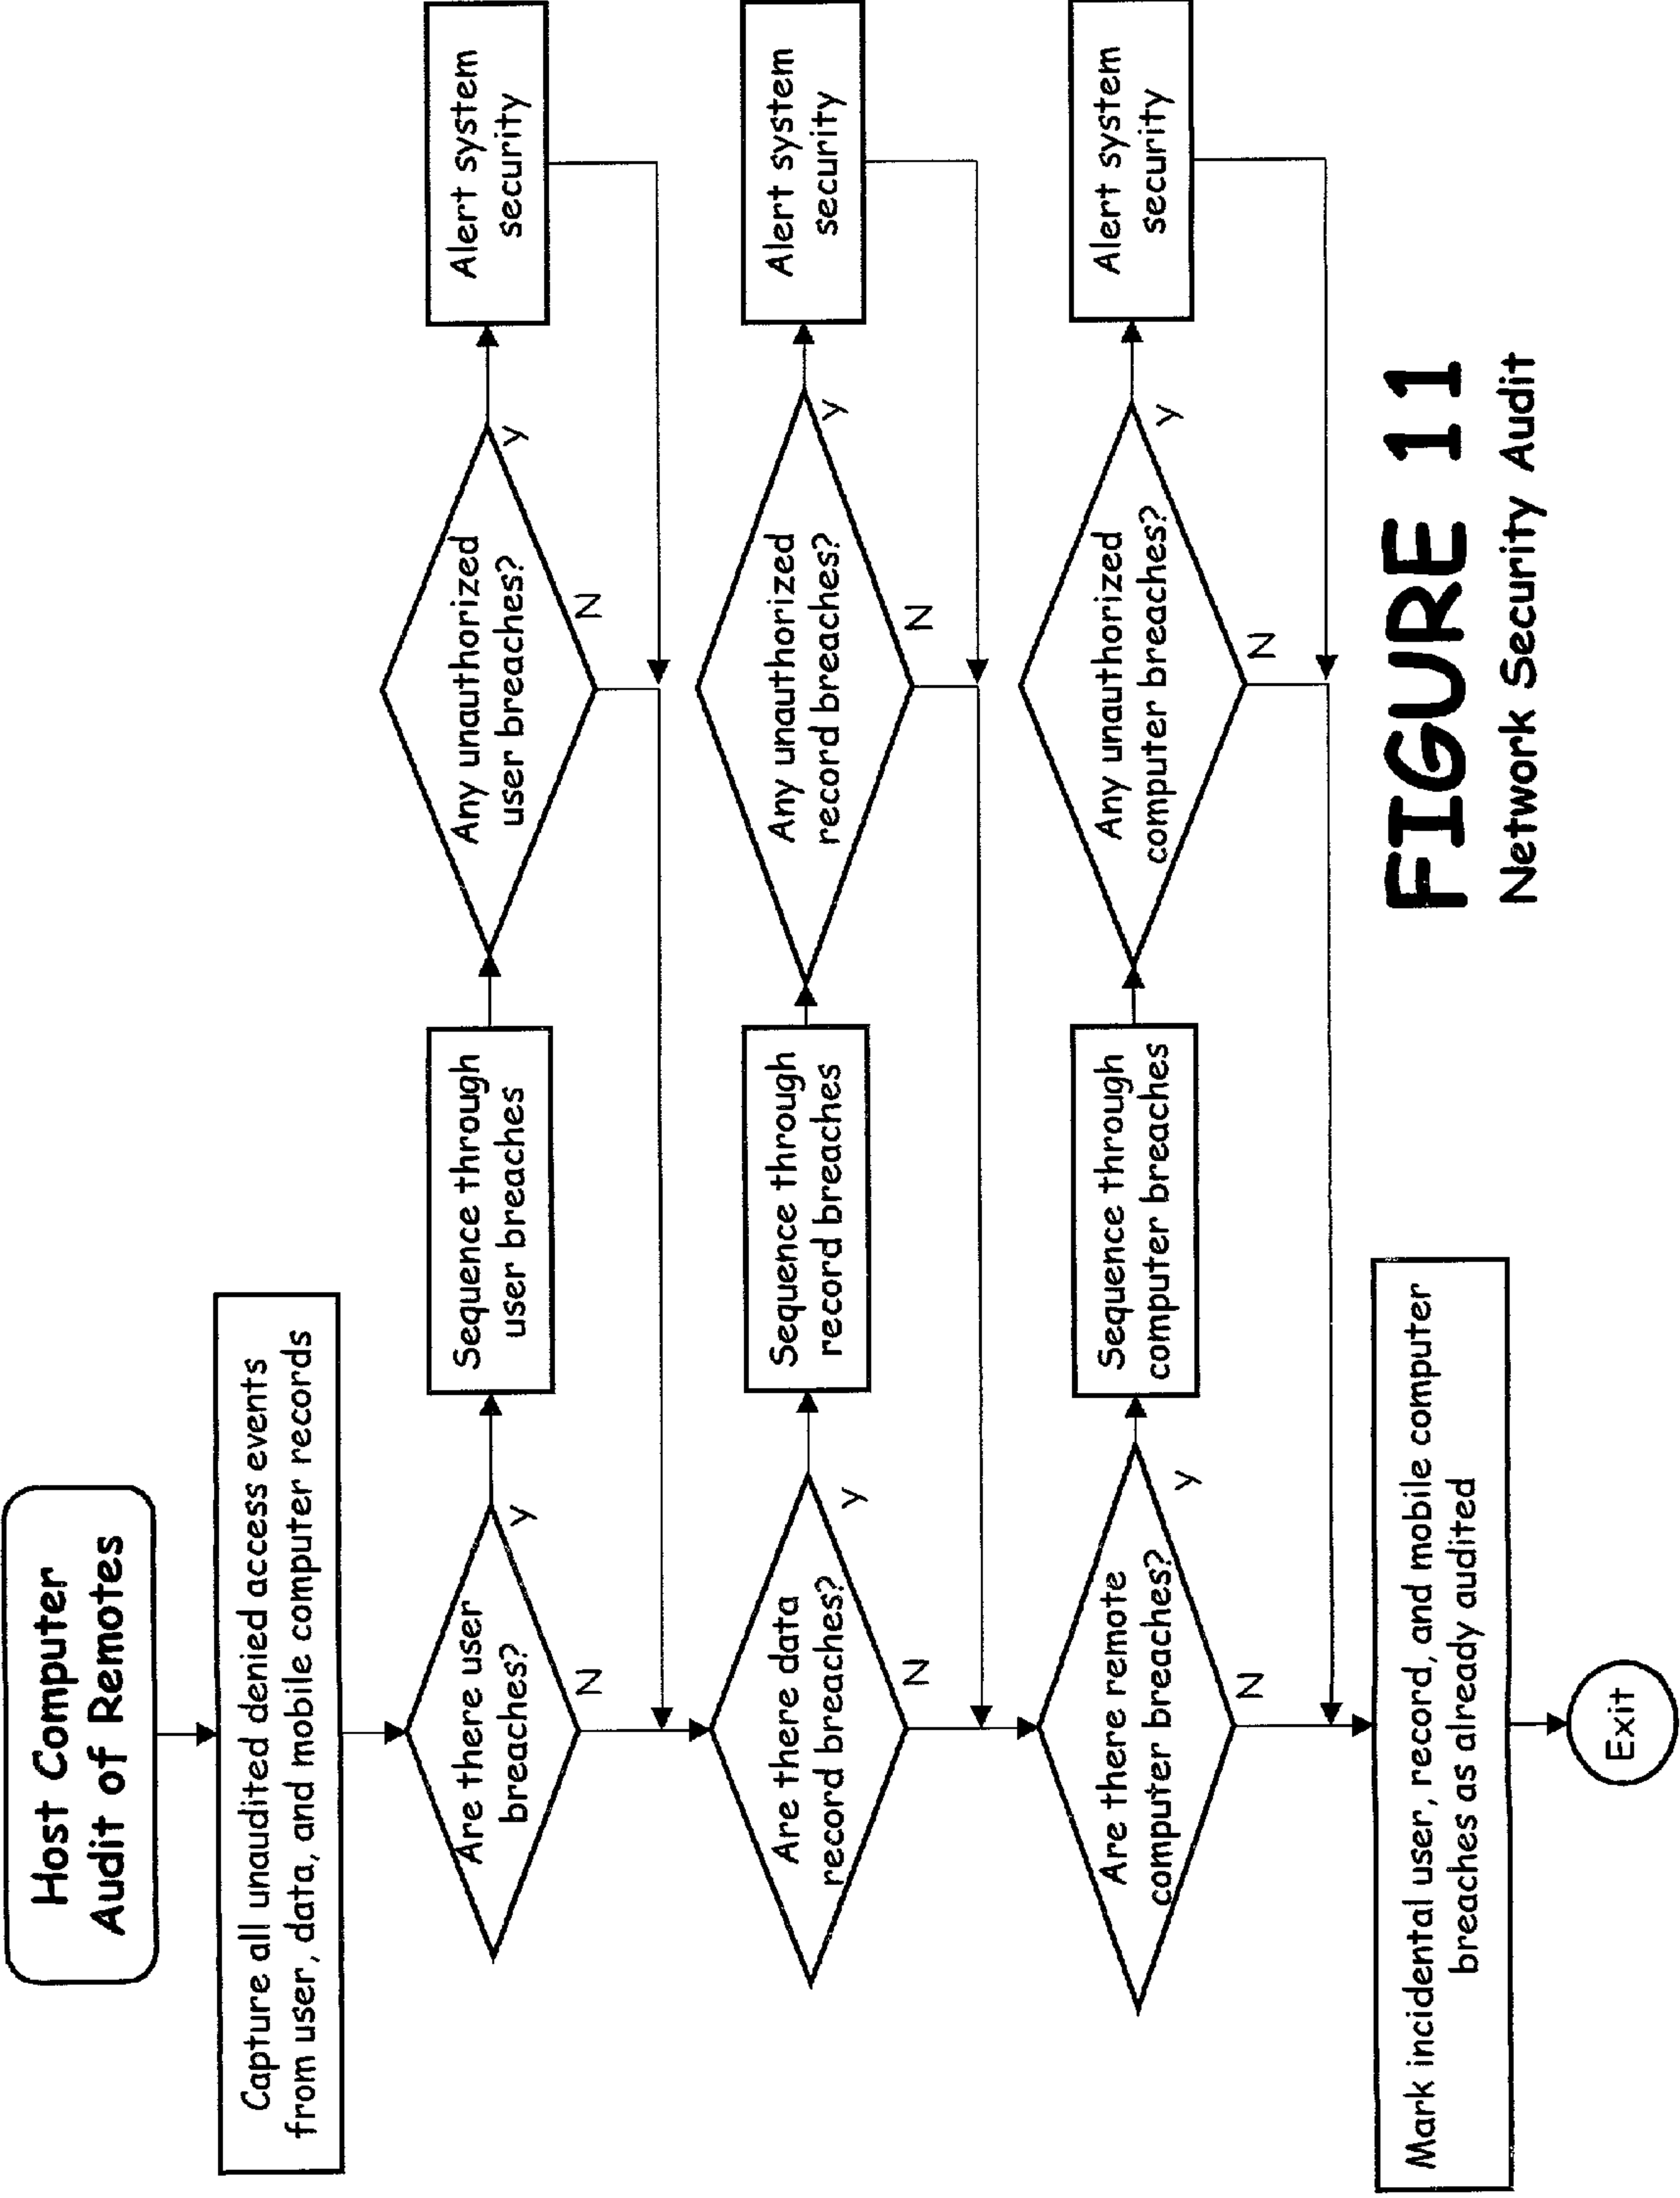 Host Computer
Audit of Remotes
Capture all unaudited denied access events
from user, data, and mobile computer records
Are there user
breaches?
Y
N
Sequence through
user breaches
Any unauthorized
user breaches?
Y
N
Alert system
security
Are there data
record breaches?
Y
N
Sequence through
record breaches
Any unauthorized
record breaches?
Y
N
Alert system
security
Are there remote
computer breaches?
Y
N
Sequence through
computer breaches
Any unauthorized
computer breaches?
Y
N
Alert system
security
Mark incidental user, record, and mobile computer
breaches as already audited
Exit
FIGURE 11
Network Security Audit